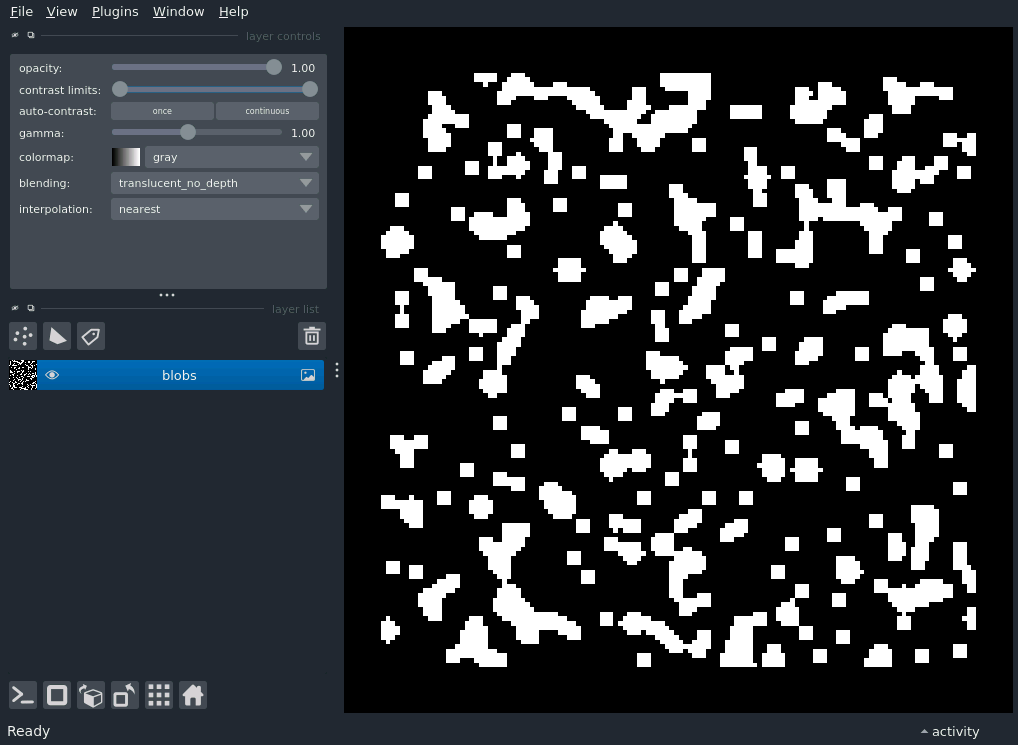 File View Plugins Window Help
layer controls
opacity: 1.00
contrast limits:
auto-contrast: once continuous
gamma: 1.00
colormap: gray
blending: translucent_no_depth
interpolation: nearest
layer list
blobs
Ready
activity